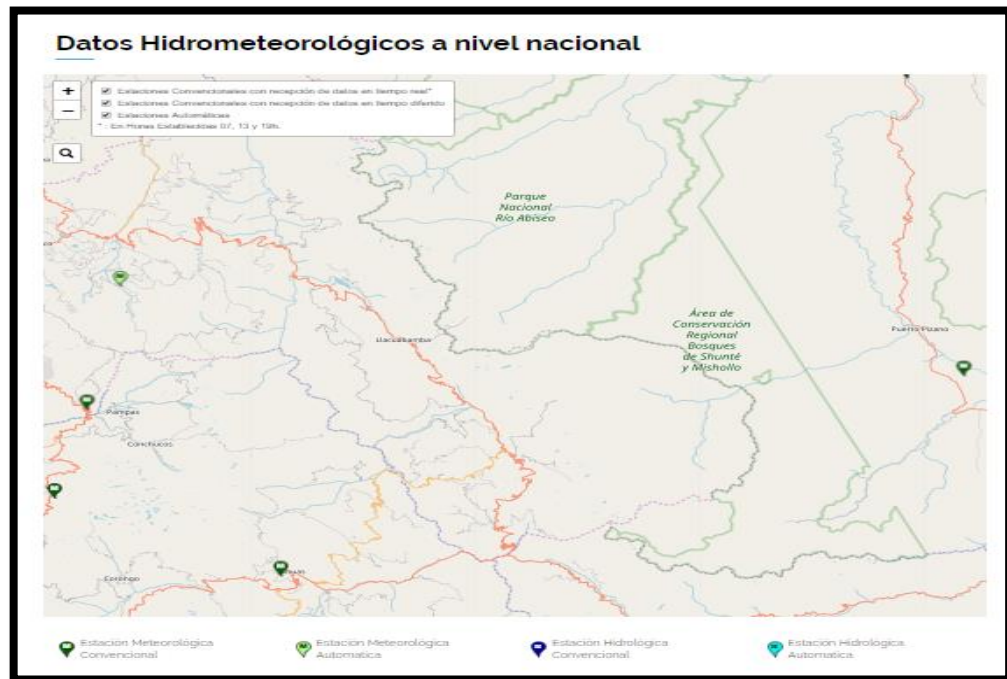 Datos Hidrometeorológicos a nivel nacional
+
−
Estaciones Convencionales con recepción de datos en tiempo real*
Estaciones Convencionales con recepción de datos en tiempo diferido
Estaciones Automáticas
* : En Horas Establecidas 07, 13 y 19h.
Parque
Nacional
Río Abiseo
Área de
Conservación
Regional
Bosques
de Shunté
y Mishollo
Puerto Pizano
Llacuabamba
Pampas
Conchucos
Corongo
Estación Meteorológica
Convencional
Estación Meteorológica
Automatica
Estación Hidrológica
Convencional
Estación Hidrológica
Automatica